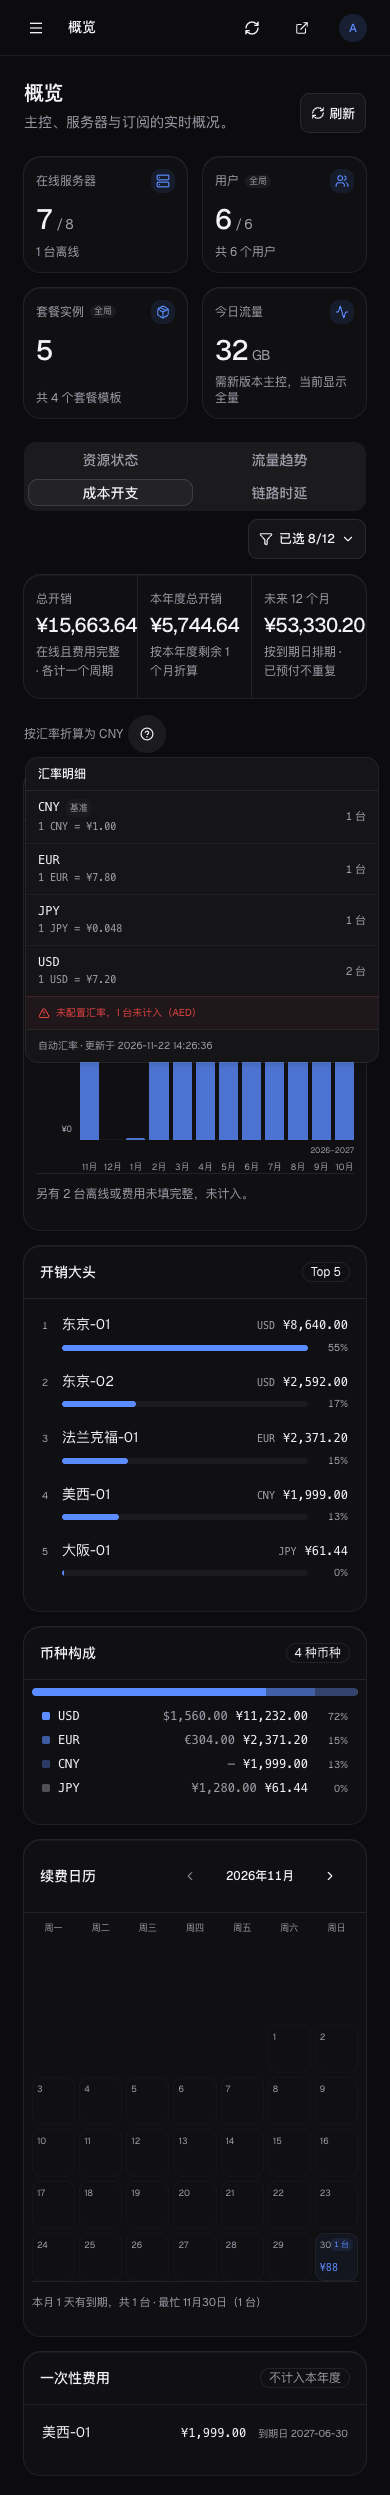 概览
A
概览
主控、服务器与订阅的实时概况。
刷新
在线服务器
7 / 8
1 台离线
用户 全局
6 / 6
共 6 个用户
套餐实例 全局
5
共 4 个套餐模板
今日流量
32 GB
需新版本主控，当前显示
全量
资源状态
流量趋势
成本开支
链路时延
已选 8/12
总开销
¥15,663.64
在线且费用完整
· 各计一个周期
本年度总开销
¥5,744.64
按本年度剩余 1
个月折算
未来 12 个月
¥53,330.20
按到期日排期 ·
已预付不重复
按汇率折算为 CNY
汇率明细
CNY 基准
1 CNY = ¥1.00
1 台
EUR
1 EUR = ¥7.80
1 台
JPY
1 JPY = ¥0.048
1 台
USD
1 USD = ¥7.20
2 台
未配置汇率，1 台未计入（AED）
自动汇率 · 更新于 2026-11-22 14:26:36
¥0
2026–2027
11月 12月 1月 2月 3月 4月 5月 6月 7月 8月 9月 10月
另有 2 台离线或费用未填完整，未计入。
开销大头
Top 5
1 东京-01 USD ¥8,640.00
55%
2 东京-02 USD ¥2,592.00
17%
3 法兰克福-01 EUR ¥2,371.20
15%
4 美西-01 CNY ¥1,999.00
13%
5 大阪-01 JPY ¥61.44
0%
币种构成
4 种币种
USD $1,560.00 ¥11,232.00 72%
EUR €304.00 ¥2,371.20 15%
CNY — ¥1,999.00 13%
JPY ¥1,280.00 ¥61.44 0%
续费日历
2026年11月
周一 周二 周三 周四 周五 周六 周日
1 2
3 4 5 6 7 8 9
10 11 12 13 14 15 16
17 18 19 20 21 22 23
24 25 26 27 28 29 30 1 台
¥88
本月 1 天有到期，共 1 台 · 最忙 11月30日（1 台）
一次性费用
不计入本年度
美西-01 ¥1,999.00 到期日 2027-06-30